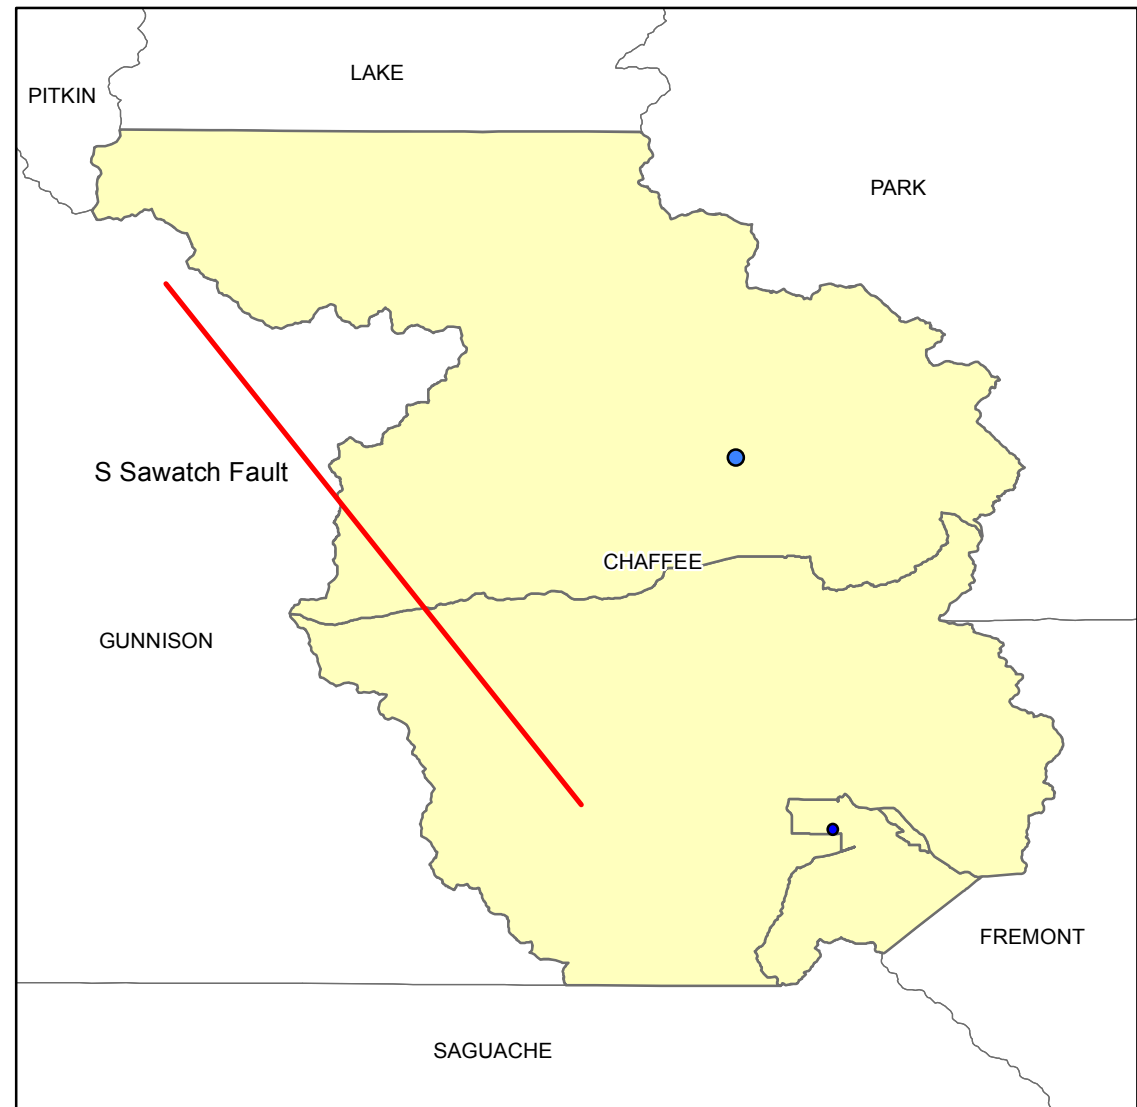 LAKE
PITKIN
PARK
S Sawatch Fault
CHAFFEE
GUNNISON
FREMONT
SAGUACHE